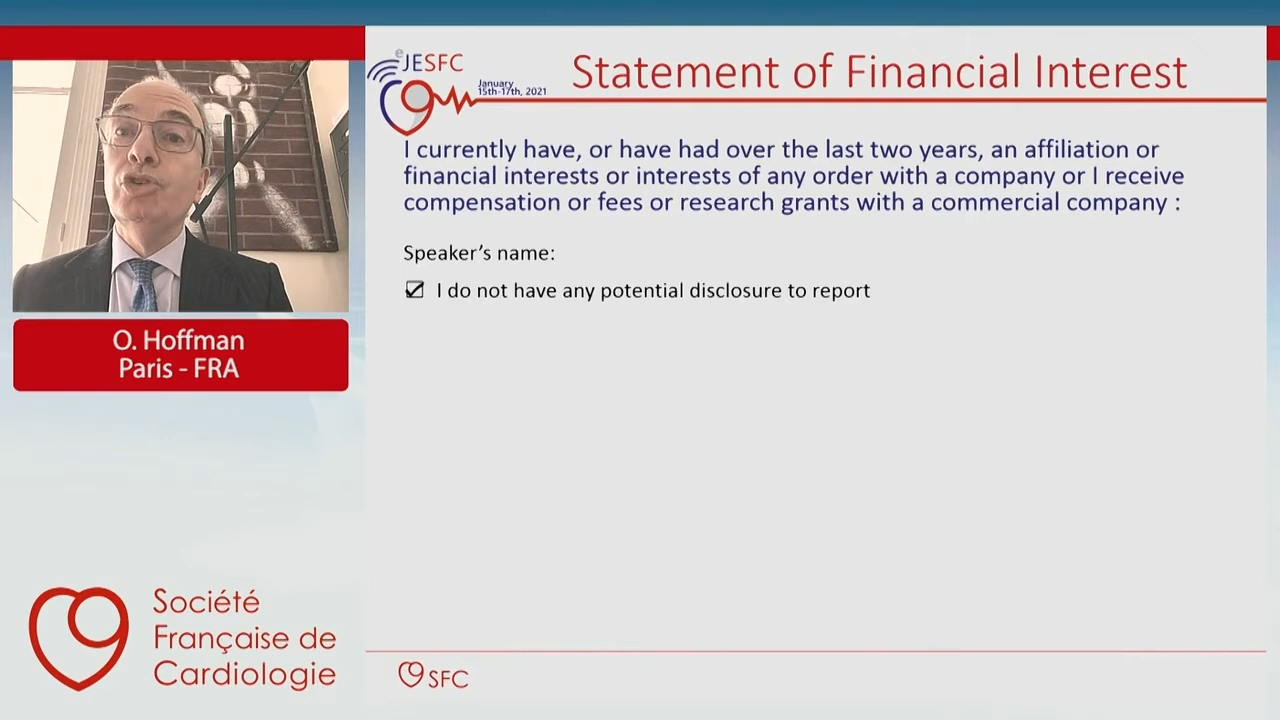 eJESFC
January
15th-17th, 2021
Statement of Financial Interest
I currently have, or have had over the last two years, an affiliation or
financial interests or interests of any order with a company or I receive
compensation or fees or research grants with a commercial company :
Speaker’s name:
I do not have any potential disclosure to report
O. Hoffman
Paris - FRA
Société
Française de
Cardiologie
SFC